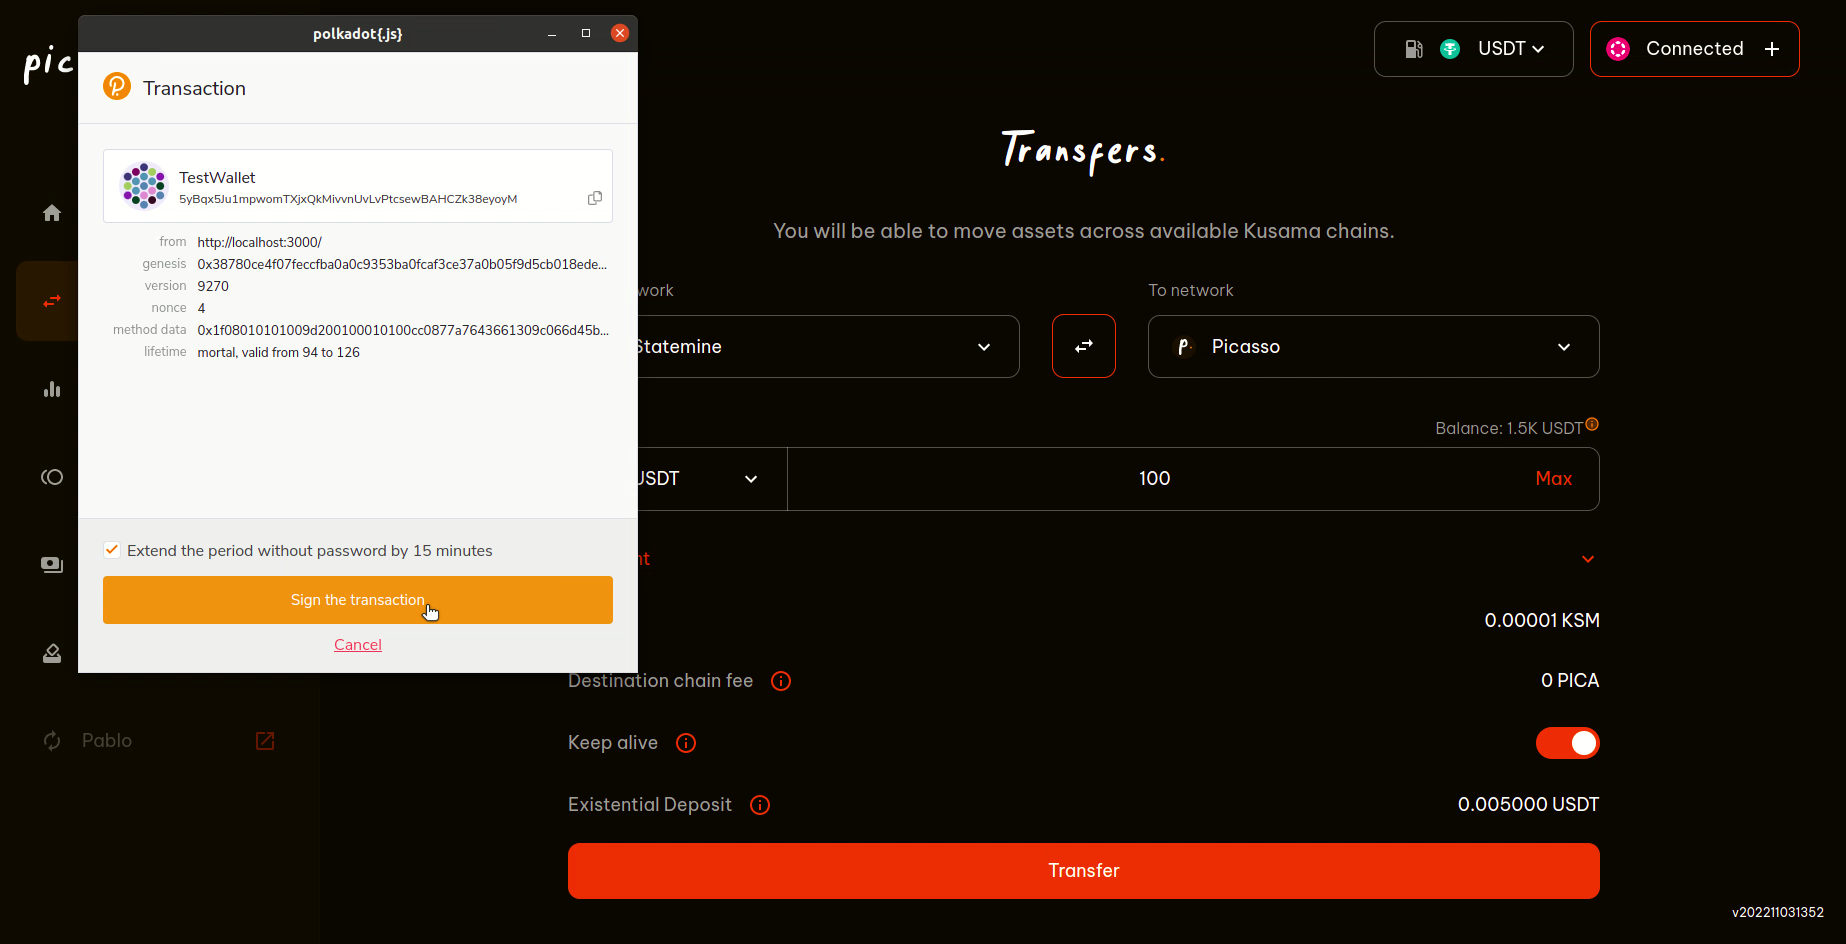 polkadot{.js}
Transaction
TestWallet
5yBqx5Ju1mpwomTXjxQkMivvnUvLvPtcsewBAHCZk38eyoyM
from http://localhost:3000/
genesis 0x38780ce4f07feccfba0a0c9353ba0fcaf3ce37a0b05f9d5cb018ede...
version 9270
nonce 4
method data 0x1f08010101009d200100010100cc0877a7643661309c066d45b...
lifetime mortal, valid from 94 to 126
Extend the period without password by 15 minutes
Sign the transaction
Cancel
pic
Pablo
USDT
Connected +
Transfers.
You will be able to move assets across available Kusama chains.
work
To network
Statemine
Picasso
Balance: 1.5K USDT
USDT
100
Max
nt
0.00001 KSM
Destination chain fee
0 PICA
Keep alive
Existential Deposit
0.005000 USDT
Transfer
v202211031352